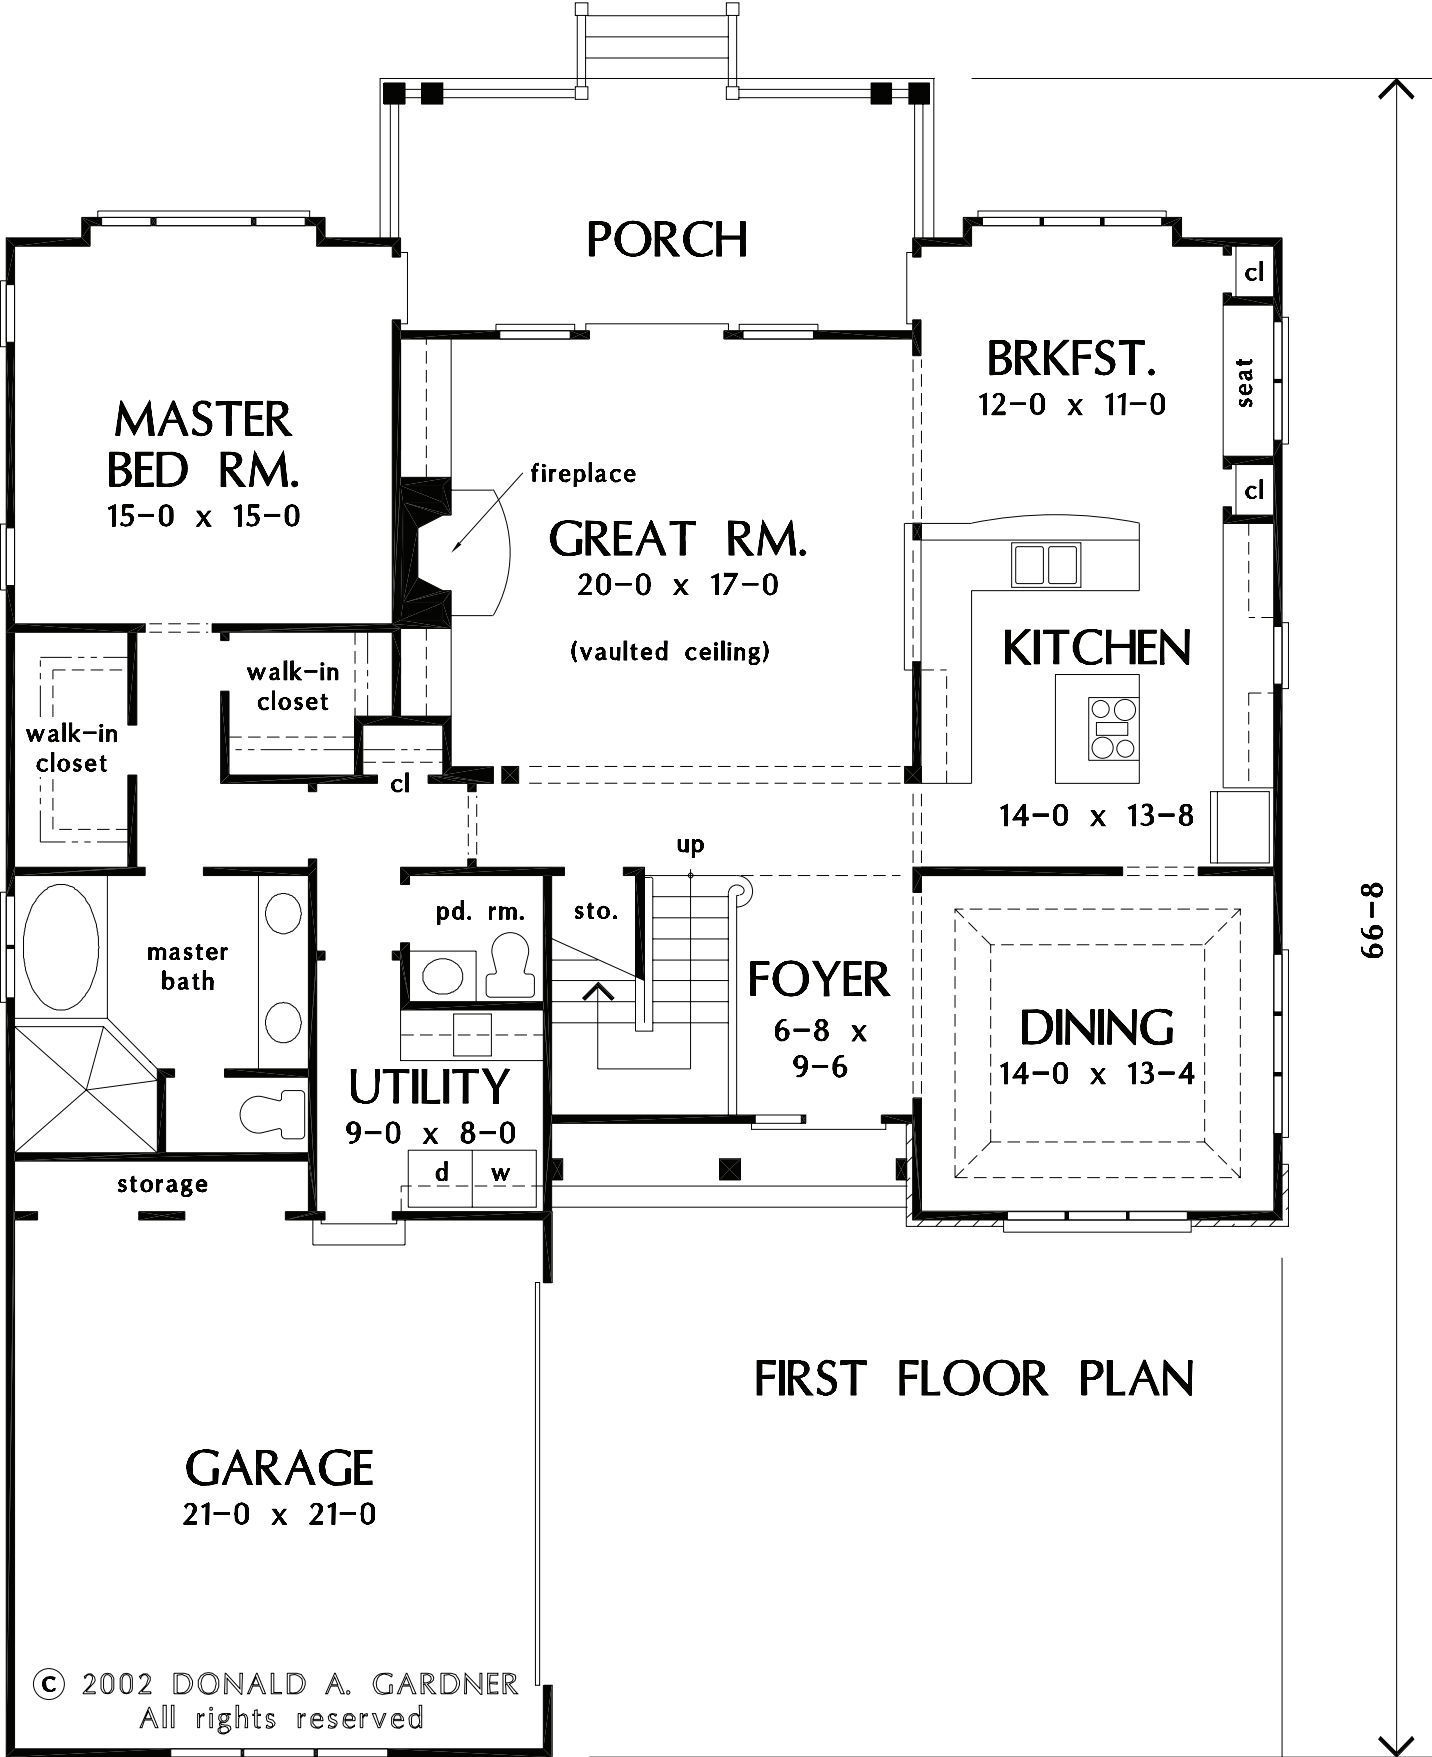 PORCH
cl
BRKFST.
12-0 x 11-0
seat
cl
MASTER
BED RM.
15-0 x 15-0
fireplace
GREAT RM.
20-0 x 17-0
(vaulted ceiling)
KITCHEN
14-0 x 13-8
walk-in
closet
walk-in
closet
cl
up
66-8
pd. rm.
sto.
master
bath
FOYER
6-8 x
9-6
DINING
14-0 x 13-4
UTILITY
9-0 x 8-0
d
w
storage
FIRST FLOOR PLAN
GARAGE
21-0 x 21-0
© 2002 DONALD A. GARDNER
All rights reserved